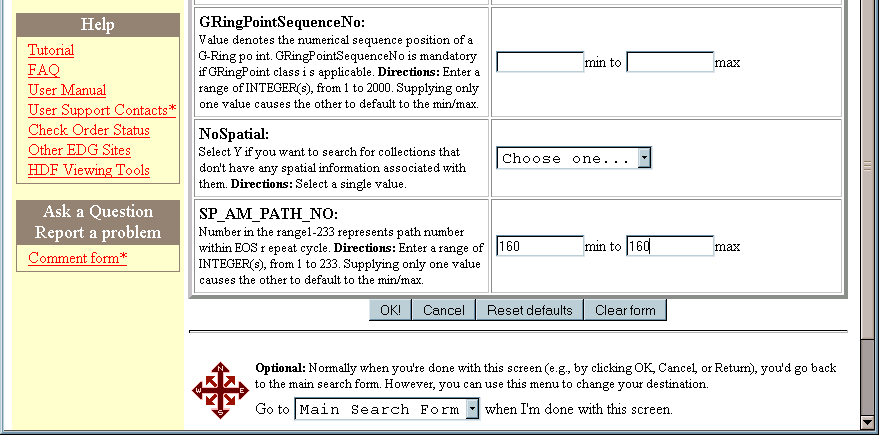 Help
Tutorial
FAQ
User Manual
User Support Contacts*
Check Order Status
Other EDG Sites
HDF Viewing Tools
Ask a Question
Report a problem
Comment form*
GRingPointSequenceNo:
Value denotes the numerical sequence position of a
G-Ring po int. GRingPointSequenceNo is mandatory
if GRingPoint class i s applicable. Directions: Enter a
range of INTEGER(s), from 1 to 2000. Supplying
only one value causes the other to default to the min/max.
min to max
NoSpatial:
Select Y if you want to search for collections that
don't have any spatial information associated with
them. Directions: Select a single value.
Choose one...
SP_AM_PATH_NO:
Number in the range1-233 represents path number
within EOS r epeat cycle. Directions: Enter a range of
INTEGER(s), from 1 to 233. Supplying only one value
causes the other to default to the min/max.
160 min to 160 max
OK! Cancel Reset defaults Clear form
N
W E
S
Optional: Normally when you're done with this screen (e.g., by clicking OK, Cancel, or Return), you'd go back
to the main search form. However, you can use this menu to change your destination.
Go to Main Search Form when I'm done with this screen.